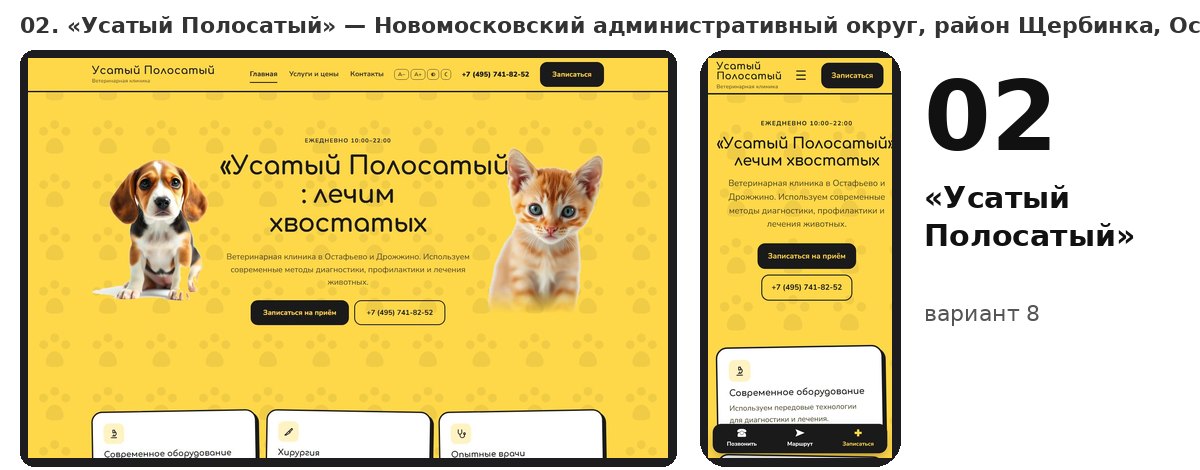 02. «Усатый Полосатый» — Новомосковский административный округ, район Щербинка, Ос
Усатый Полосатый
Ветеринарная клиника
Главная
Услуги и цены
Контакты
A-
A+
+7 (495) 741-82-52
Записаться
ЕЖЕДНЕВНО 10:00–22:00
«Усатый Полосатый
: лечим
хвостатых
Ветеринарная клиника в Остафьево и Дрожжино. Используем
современные методы диагностики, профилактики и лечения
животных.
Записаться на приём
+7 (495) 741-82-52
Современное оборудование
Хирургия
Опытные врачи
Усатый
Полосатый
Ветеринарная клиника
Записаться
ЕЖЕДНЕВНО 10:00–22:00
«Усатый Полосатый»
лечим хвостатых
Ветеринарная клиника в Остафьево и
Дрожжино. Используем современные
методы диагностики, профилактики и
лечения животных.
Записаться на приём
+7 (495) 741-82-52
Современное оборудование
Используем передовые технологии
для диагностики и лечения.
Позвонить
Маршрут
Записаться
02
«Усатый
Полосатый»
вариант 8